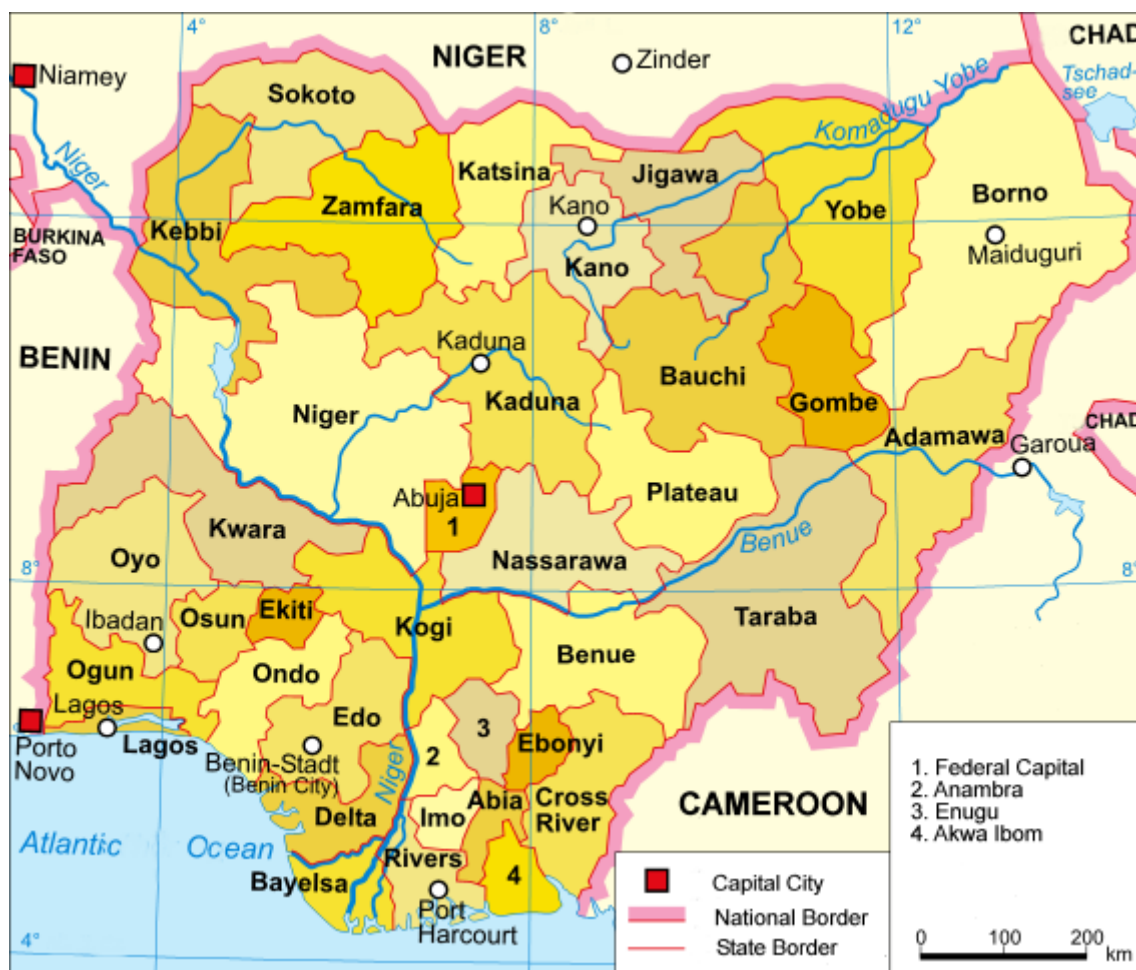 4°
8°
12°
CHAD
NIGER
Zinder
Niamey
Tschad-
see
Sokoto
Komadugu Yobe
Niger
Katsina
Jigawa
Zamfara
Kano
Yobe
Borno
Kebbi
BURKINA
FASO
Maiduguri
Kano
BENIN
Kaduna
Bauchi
Niger
Kaduna
Gombe
CHAD
Adamawa
Garoua
Abuja
Plateau
1
Kwara
Benue
Oyo
Nassarawa
8°
8°
Ekiti
Ibadan
Osun
Kogi
Taraba
Benue
Ogun
Ondo
Lagos
Edo
3
Porto
Novo
Lagos
2
Ebonyi
Niger
Benin-Stadt
(Benin City)
Abia
Cross
River
CAMEROON
Delta
Imo
Atlantic Ocean
Rivers
Bayelsa
4
Port
Harcourt
4°
1. Federal Capital
2. Anambra
3. Enugu
4. Akwa Ibom
Capital City
National Border
State Border
0 100 200
km